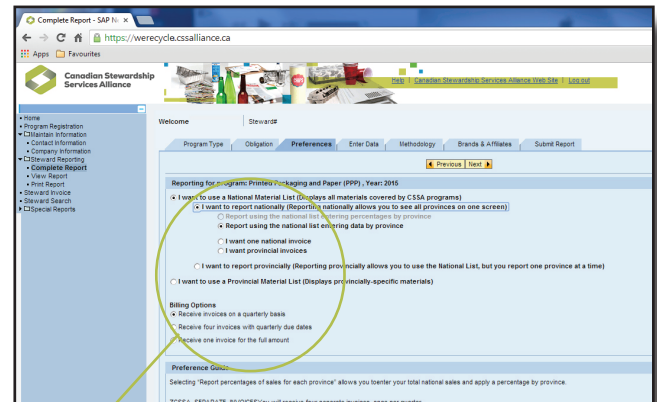 Complete Report - SAP N
https://werecycle.cssalliance.ca
Apps Favourites
Canadian Stewardship
Services Alliance
Help | Canadian Stewardship Services Alliance Web Site | Log out
Welcome Steward#
Home
Program Registration
Maintain Information
Contact Information
Company Information
Steward Reporting
Complete Report
View Report
Print Report
Steward Invoice
Steward Search
Special Reports
Program Type Obligation Preferences Enter Data Methodology Brands & Affiliates Submit Report
Previous Next
Reporting for program: Printed Packaging and Paper (PPP) , Year: 2015
I want to use a National Material List (Displays all materials covered by CSSA programs)
I want to report nationally (Reporting nationally allows you to see all provinces on one screen)
Report using the national list entering percentages by province
Report using the national list entering data by province
I want one national invoice
I want provincial invoices
I want to report provincially (Reporting provincially allows you to use the National List, but you report one province at a time)
I want to use a Provincial Material List (Displays provincially-specific materials)
Billing Options
Receive invoices on a quarterly basis
Receive four invoices with quarterly due dates
Receive one invoice for the full amount
Preference Guide
Selecting "Report percentages of sales for each province" allows you toenter your total national sales and apply a percentage by province.